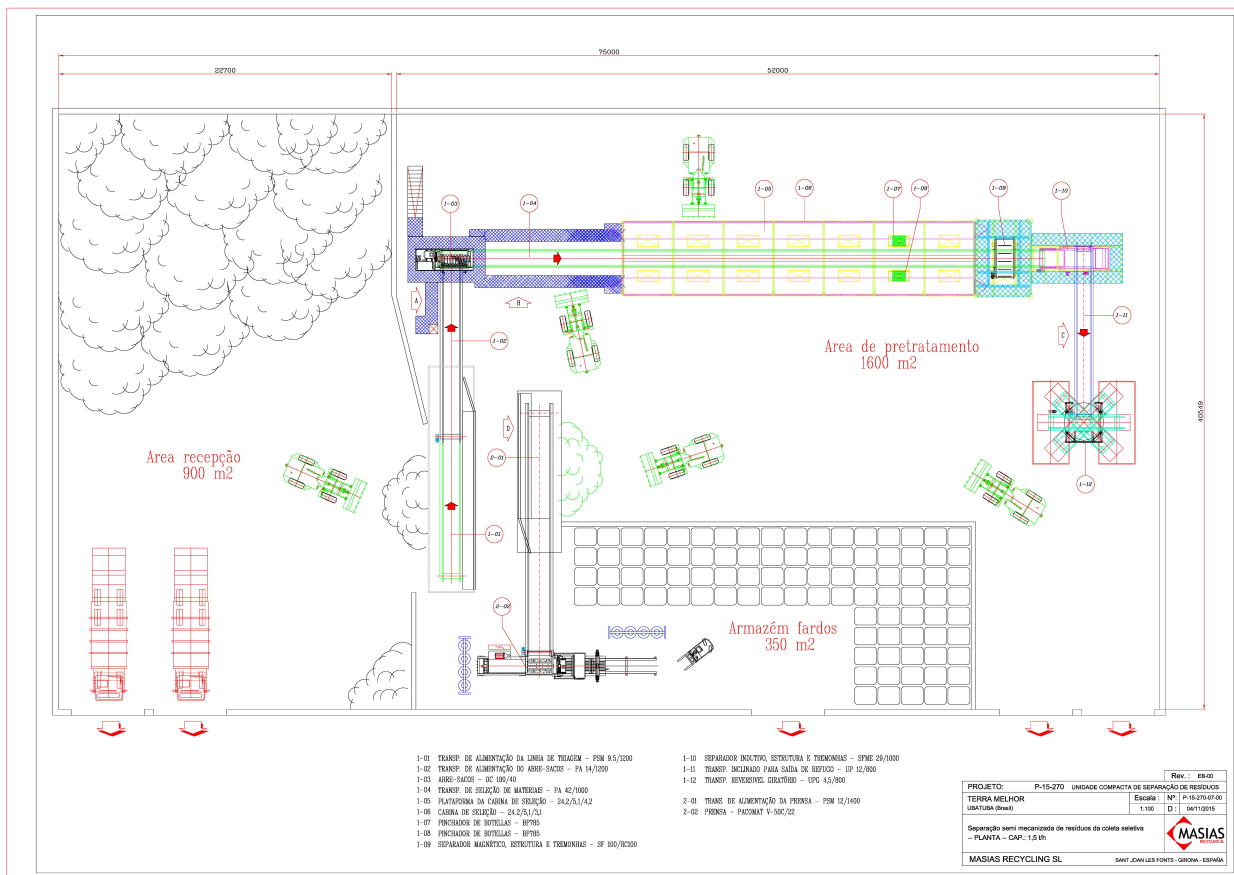 75000
22700
52000
1-03
1-04
1-05
1-06
1-07
1-08
1-09
1-10
A
B
1-02
1-11
C
Area de pretratamento
1600 m2
40549
D
2-01
Area recepção
900 m2
1-12
1-01
2-02
Armazém fardos
350 m2
1-01 TRANSP. DE ALIMENTAÇÃO DA LINHA DE TRIAGEM - PSM 9.5/1200
1-02 TRANSP. DE ALIMENTAÇÃO DO ABRE-SACOS - PA 14/1200
1-03 ABRE-SACOS - OC 180/40
1-04 TRANSP. DE SELEÇÃO DE MATERIAIS - PA 42/1000
1-05 PLATAFORMA DA CABINA DE SELEÇÃO - 24,2/5,1/4,2
1-06 CABINA DE SELEÇÃO - 24.2/5,1/3,1
1-07 PINCHADOR DE BOTELLAS - BP785
1-08 PINCHADOR DE BOTELLAS - BP785
1-09 SEPARADOR MAGNÉTICO, ESTRUTURA E TREMONHAS - SF 100/RC100
1-10 SEPARADOR INDUTIVO, ESTRUTURA E TREMONHAS - SFME 29/1000
1-11 TRANSP. INCLINADO PARA SAÍDA DE REFUGO - UP 12/800
1-12 TRANSP. REVERSIVEL GIRATÓRIO - UPG 4,5/800
2-01 TRANS. DE ALIMENTAÇÃO DA PRENSA - PSM 12/1400
2-02 PRENSA - PACOMAT V-50C/22
Rev. : EB-00
PROJETO: P-15-270 UNIDADE COMPACTA DE SEPARAÇÃO DE RESÍDUOS
TERRA MELHOR
UBATUBA (Brasil)
Escala : 1:100
Nº: P-15-270-07-00
D : 04/11/2015
Separação semi mecanizada de resíduos da coleta seletiva
- PLANTA - CAP.: 1,5 t/h
MASIAS
RECYCLING SL
MASIAS RECYCLING SL
SANT JOAN LES FONTS - GIRONA - ESPAÑA